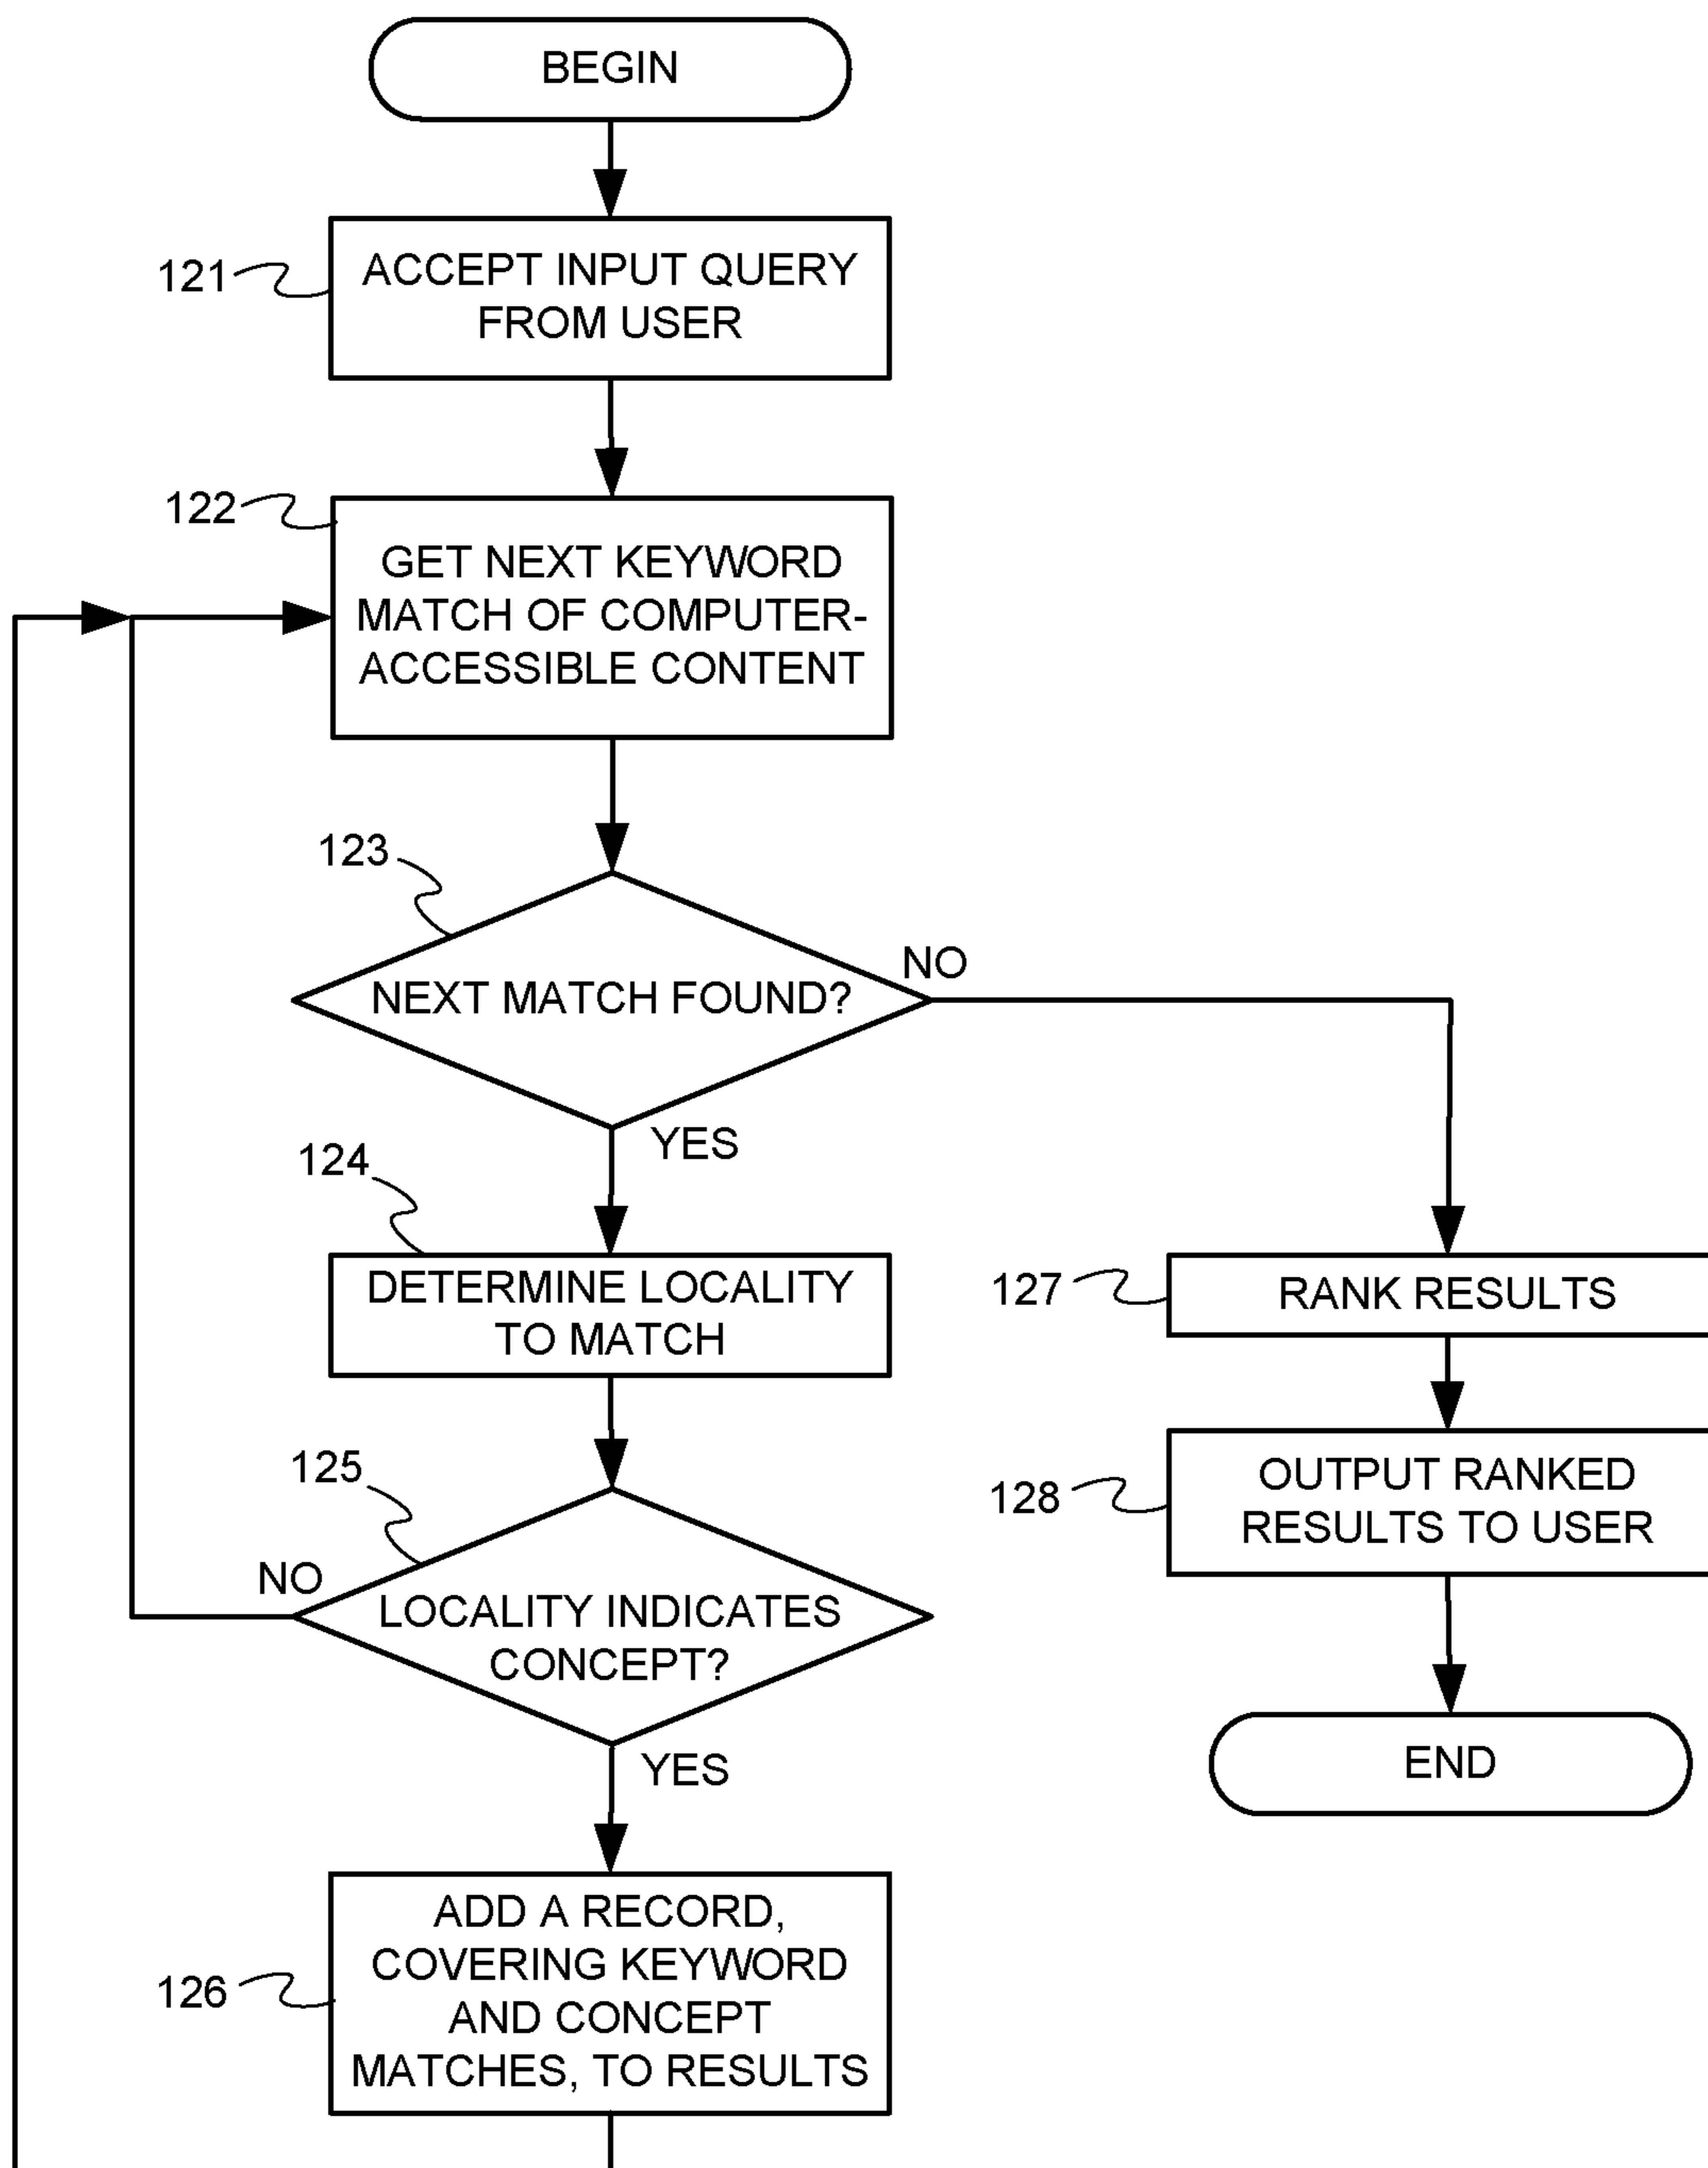 BEGIN
121
ACCEPT INPUT QUERY
FROM USER
122
GET NEXT KEYWORD
MATCH OF COMPUTER-
ACCESSIBLE CONTENT
123
NEXT MATCH FOUND?
NO
YES
124
DETERMINE LOCALITY
TO MATCH
125
NO
LOCALITY INDICATES
CONCEPT?
YES
126
ADD A RECORD,
COVERING KEYWORD
AND CONCEPT
MATCHES, TO RESULTS
127
RANK RESULTS
128
OUTPUT RANKED
RESULTS TO USER
END